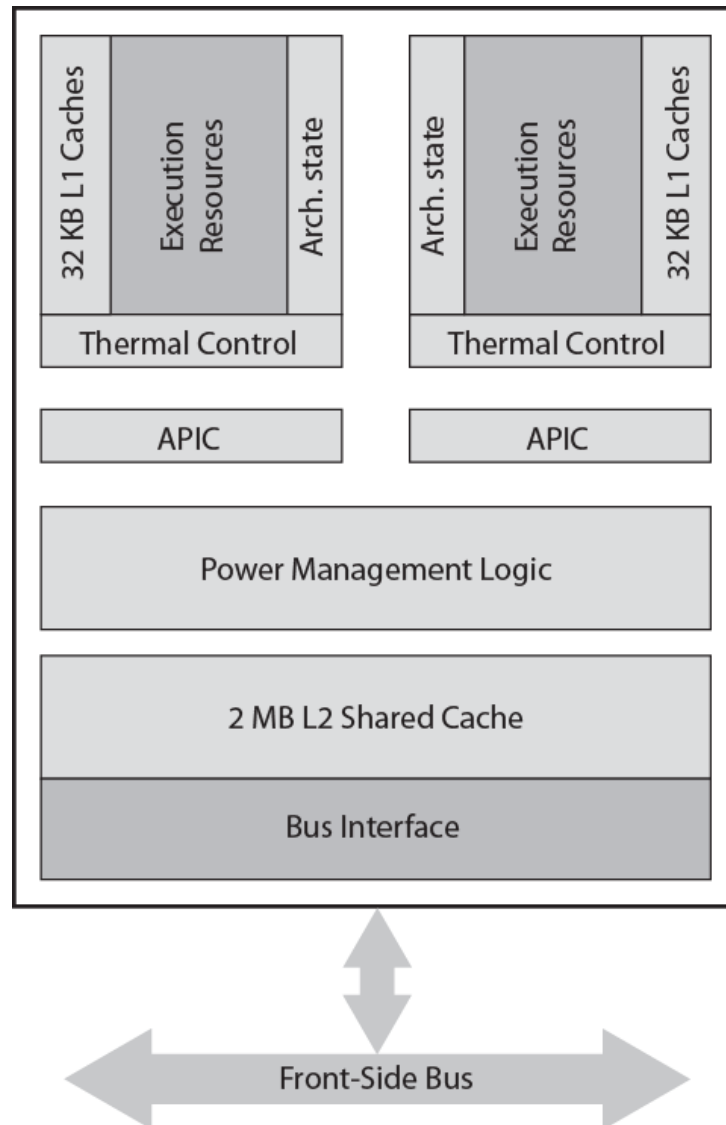 32 KB L1 Caches
Execution
Resources
Arch. state
Arch. state
Execution
Resources
32 KB L1 Caches
Thermal Control
Thermal Control
APIC
APIC
Power Management Logic
2 MB L2 Shared Cache
Bus Interface
Front-Side Bus